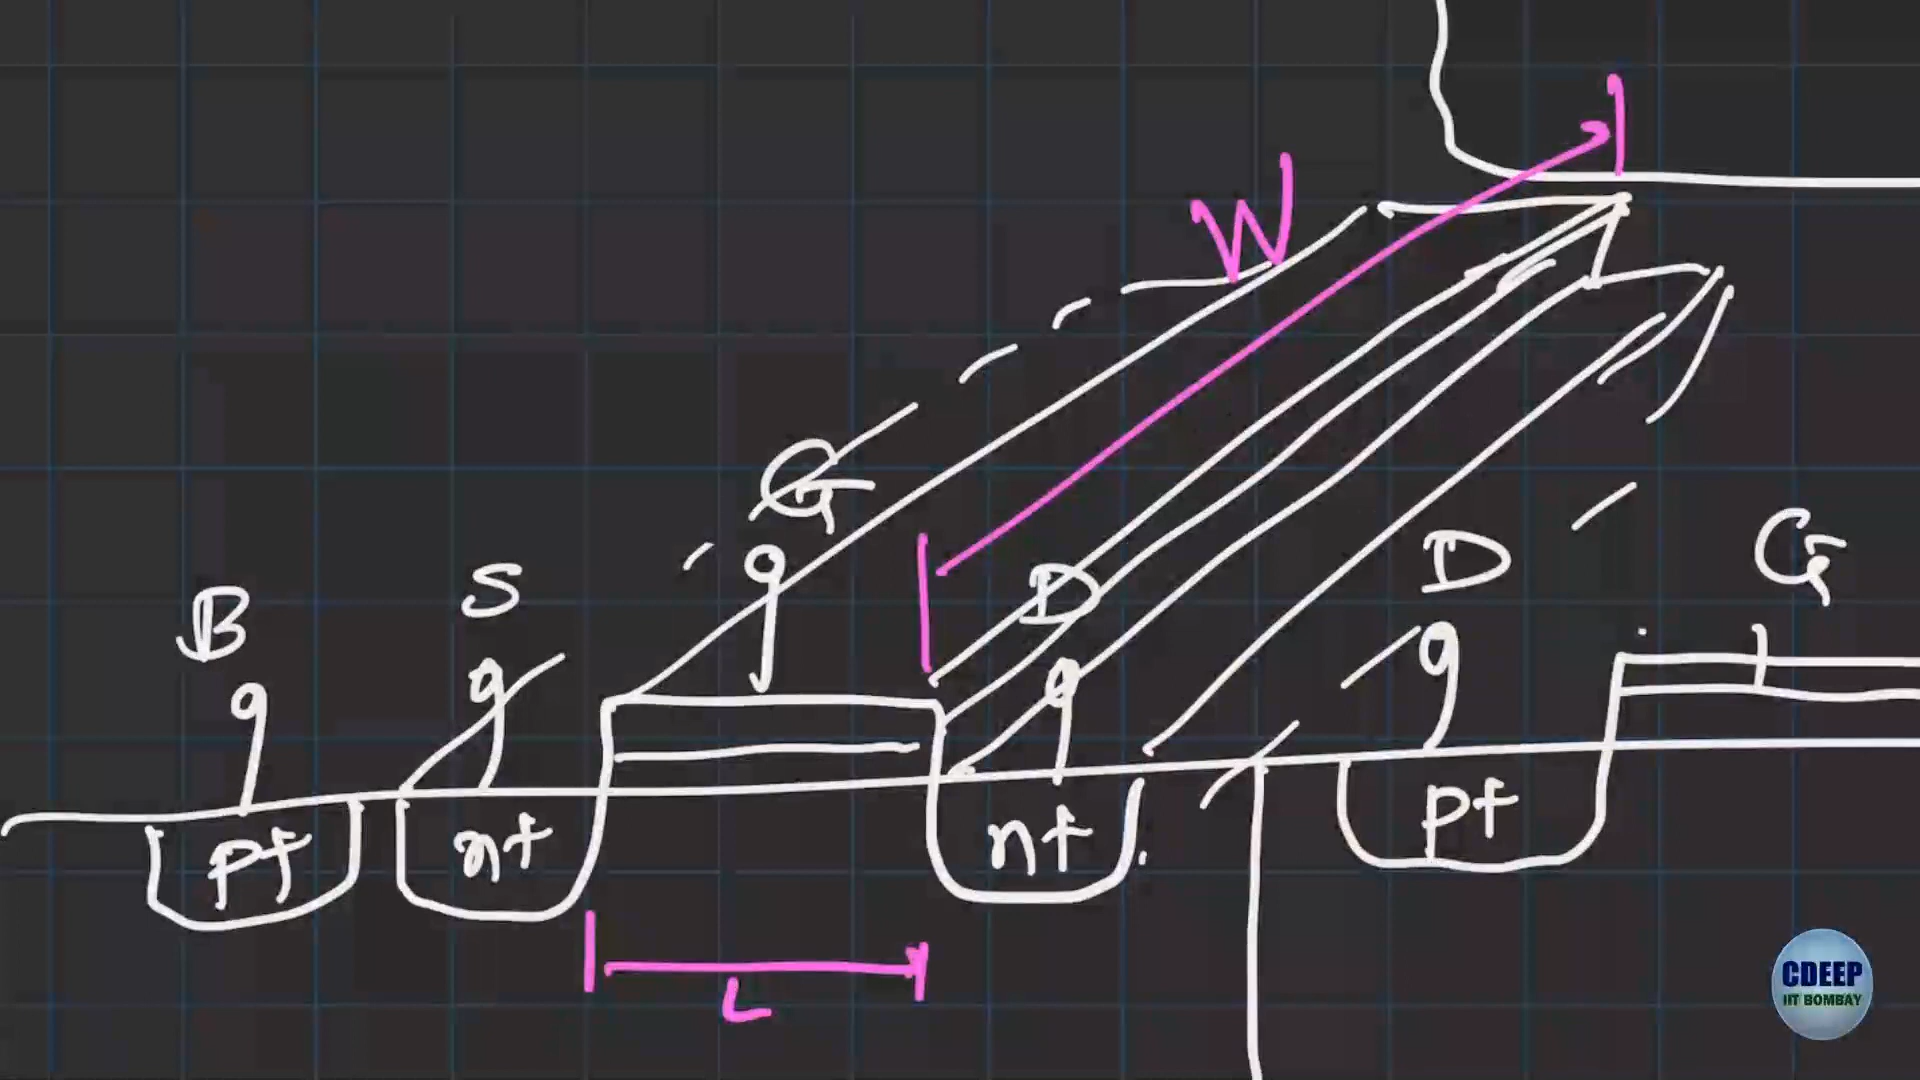 W
G
B S D D G
p+ n+ n+ p+
L
CDEEP
IIT BOMBAY